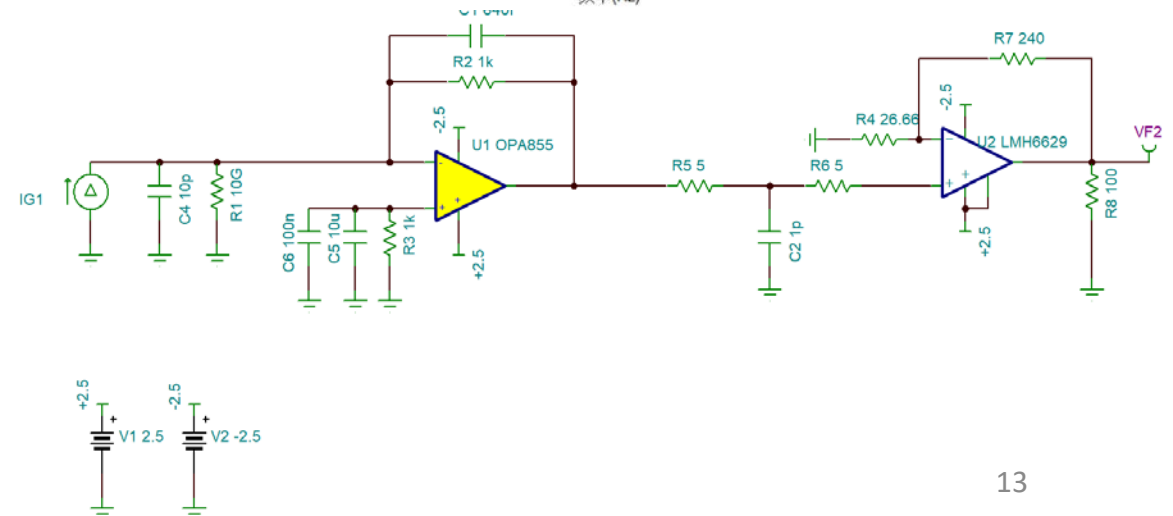 R2 1k
R7 240
-2.5
U1 OPA855
-2.5
R4 26.66
U2 LMH6629
VF2
IG1
C4 10p
R1 10G
R5 5
R6 5
R8 100
C6 100n
C5 10u
R3 1k
+2.5
C2 1p
+2.5
+2.5
V1 2.5
-2.5
V2 -2.5
13